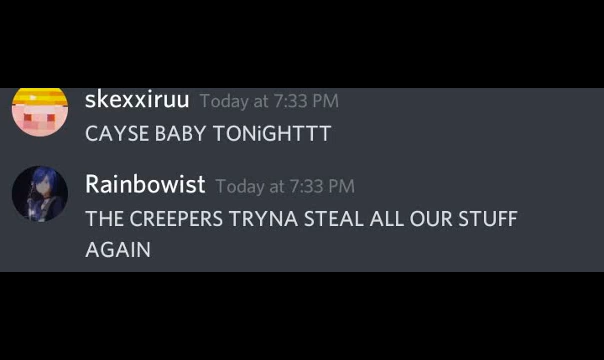 skexxiruu Today at 7:33 PM
CAYSE BABY TONiGHTTT
Rainbowist Today at 7:33 PM
THE CREEPERS TRYNA STEAL ALL OUR STUFF
AGAIN